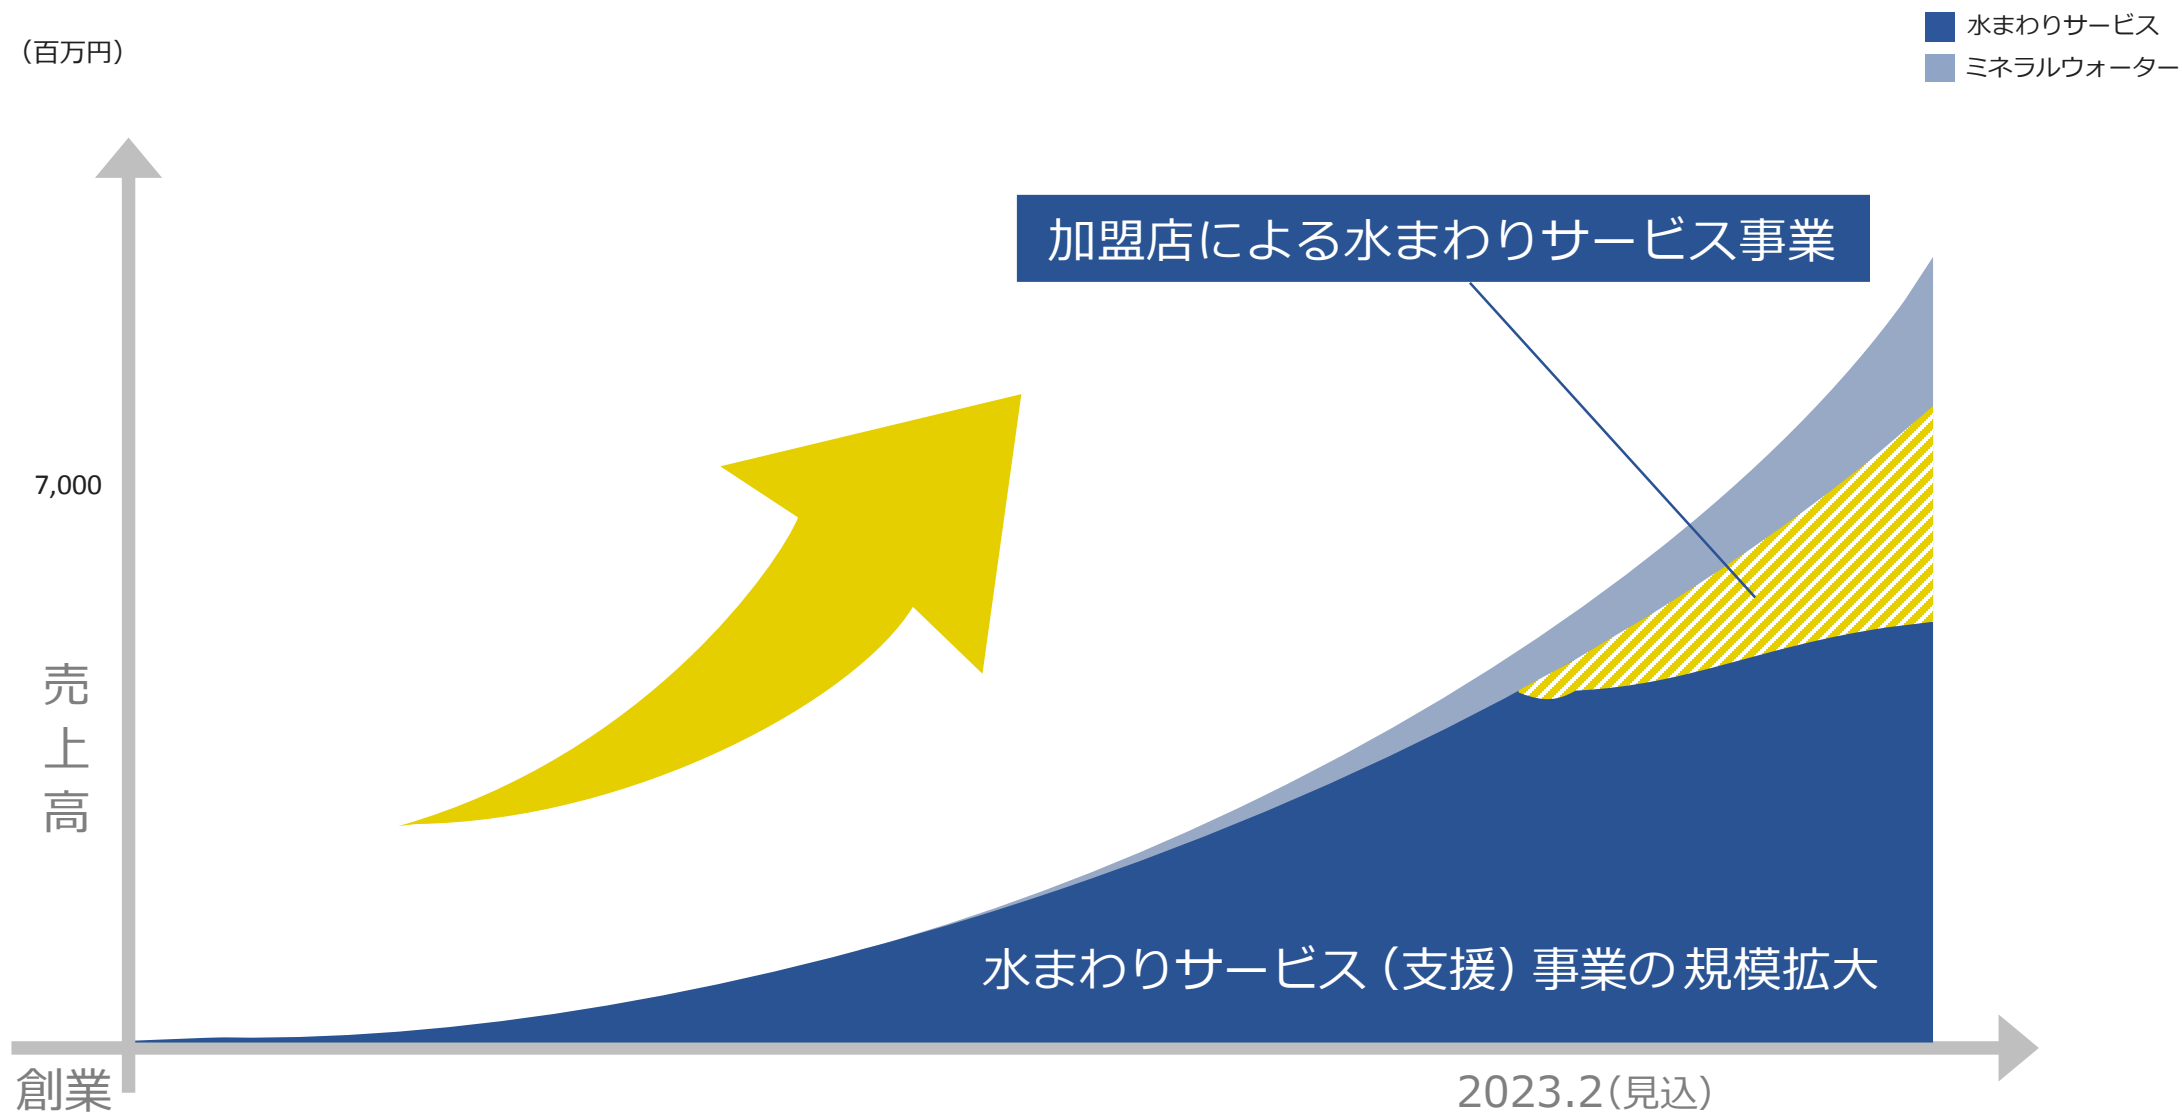 （百万円）
水まわりサービス
ミネラルウォーター
加盟店による水まわりサービス事業
7,000
売上高
水まわりサービス（支援）事業の規模拡大
創業
2023.2（見込）